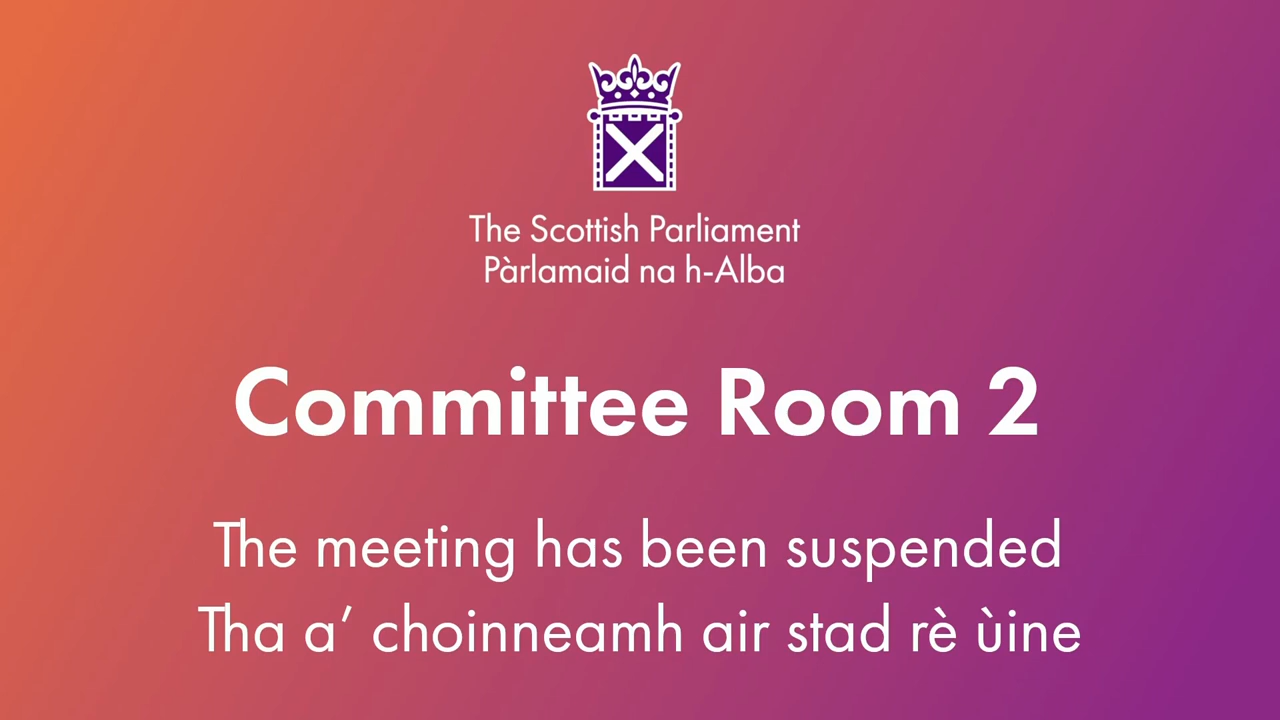 The Scottish Parliament
Pàrlamaid na h-Alba
Committee Room 2
The meeting has been suspended
Tha a’ choinneamh air stad rè ùine